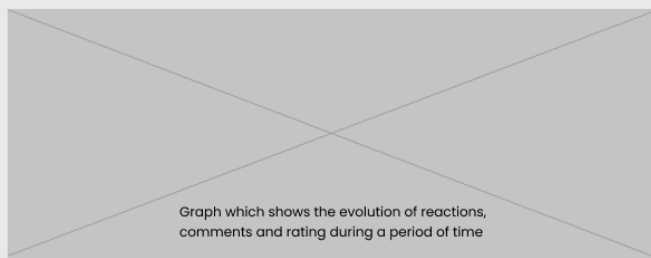 Graph which shows the evolution of reactions,
comments and rating during a period of time